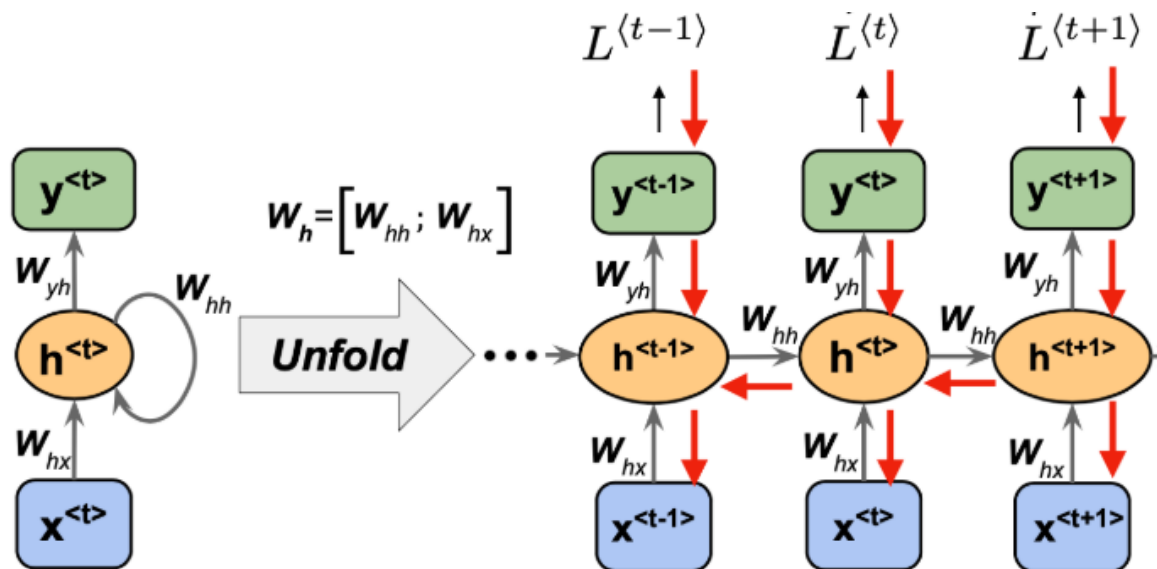 L⟨t−1⟩ L⟨t⟩ L⟨t+1⟩
y<t> y<t-1> y<t> y<t+1>
W_h=[W_hh; W_hx]
W_yh W_hh W_yh W_yh W_yh
W_hh W_hh
h<t> Unfold h<t-1> h<t> h<t+1>
W_hx W_hx W_hx W_hx
x<t> x<t-1> x<t> x<t+1>